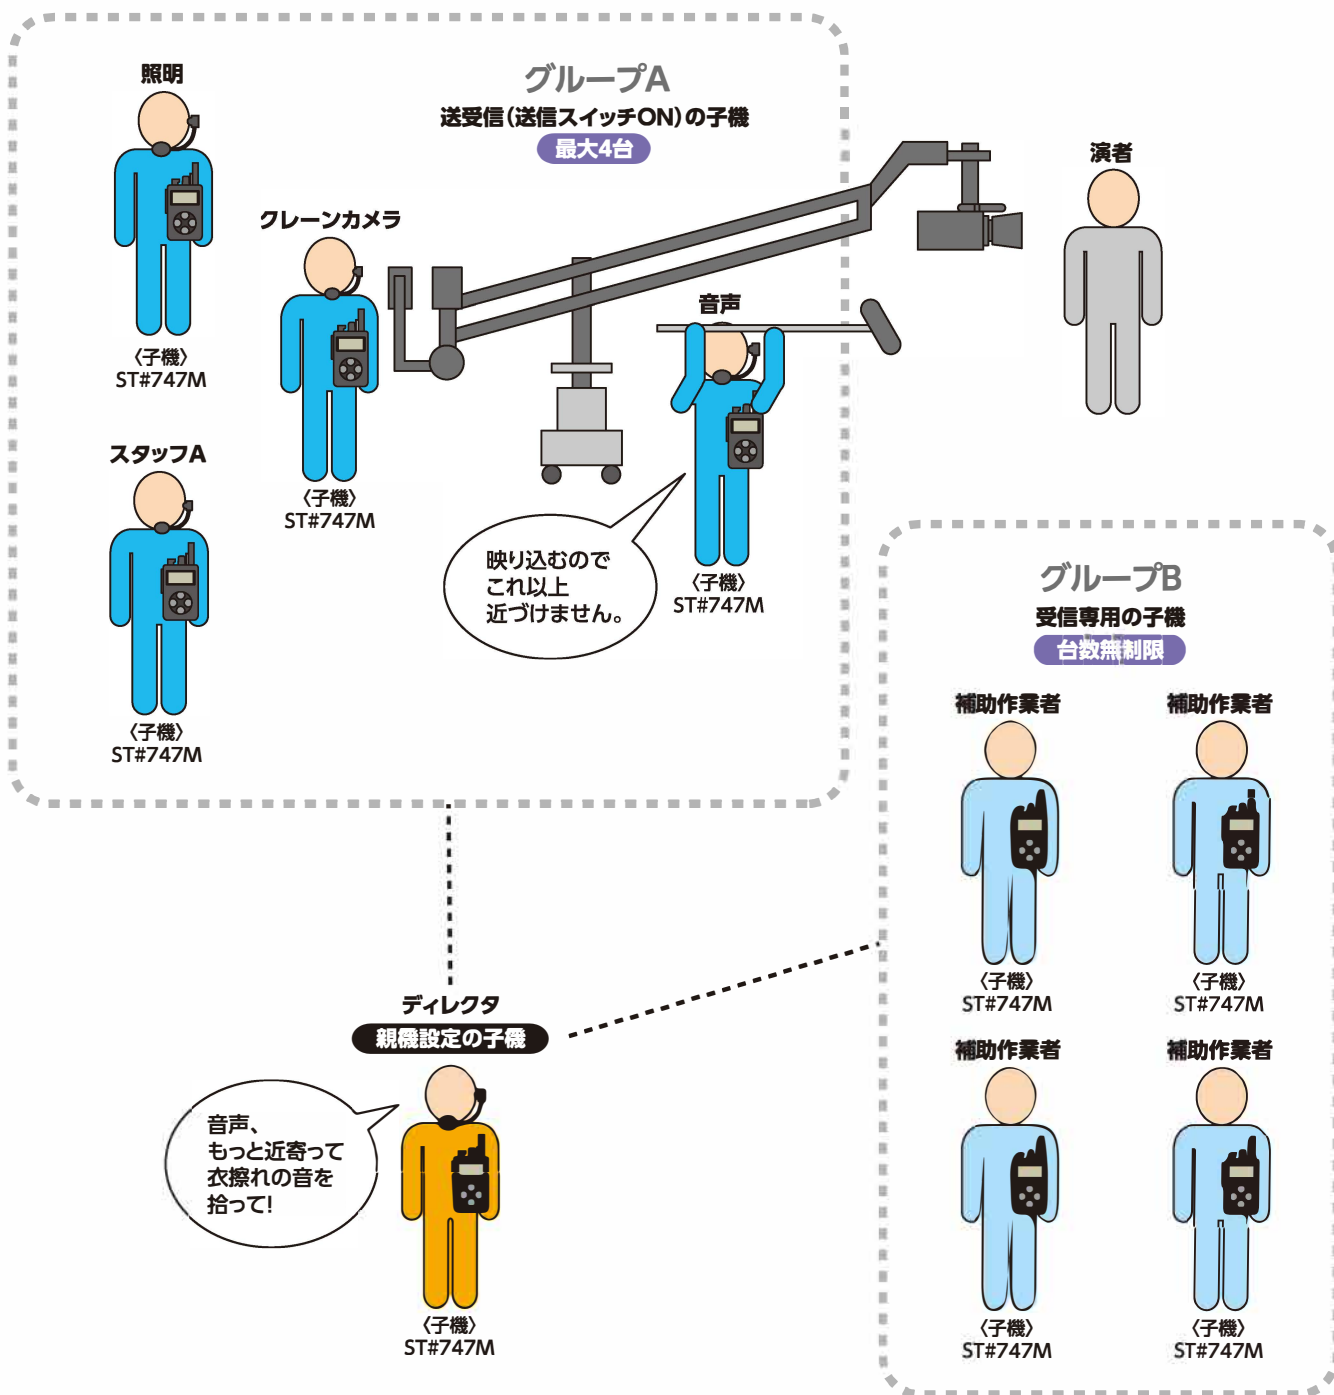 照明
グループA
送受信(送信スイッチON)の子機
最大4台
演者
クレーンカメラ
音声
〈子機〉
ST#747M
スタッフA
〈子機〉
ST#747M
映り込むので
これ以上
近づけません。
〈子機〉
ST#747M
〈子機〉
ST#747M
グループB
受信専用の子機
台数無制限
補助作業者
補助作業者
〈子機〉
ST#747M
〈子機〉
ST#747M
ディレクタ
親機設定の子機
補助作業者
補助作業者
音声、
もっと近寄って
衣擦れの音を
拾って!
〈子機〉
ST#747M
〈子機〉
ST#747M
〈子機〉
ST#747M